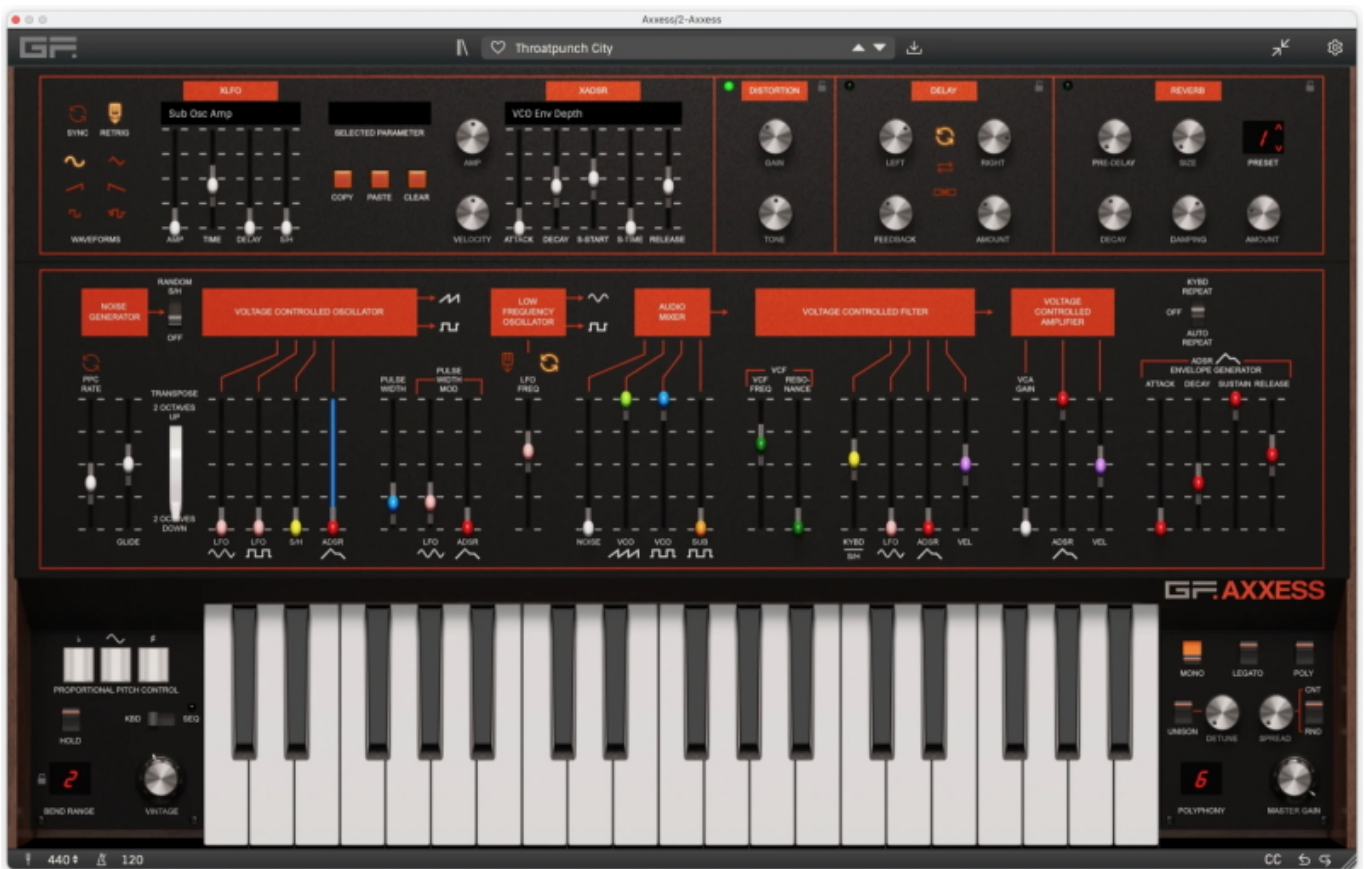 Axxess/2-Axxess
GF.
Throatpunch City
XLFO
XADSR
DISTORTION
DELAY
REVERB
SYNC
RETRIG
Sub Osc Amp
VCO Env Depth
SELECTED PARAMETER
AMP
GAIN
LEFT
RIGHT
PRE-DELAY
SIZE
PRESET
1
COPY
PASTE
CLEAR
WAVEFORMS
AMP
TIME
DELAY
S/H
VELOCITY
ATTACK
DECAY
S-START
S-TIME
RELEASE
TONE
FEEDBACK
AMOUNT
DECAY
DAMPING
AMOUNT
RANDOM
S/H
OFF
NOISE
GENERATOR
VOLTAGE CONTROLLED OSCILLATOR
LOW
FREQUENCY
OSCILLATOR
AUDIO
MIXER
VOLTAGE CONTROLLED FILTER
VOLTAGE
CONTROLLED
AMPLIFIER
KYBD
REPEAT
OFF
AUTO
REPEAT
PPC
RATE
GLIDE
TRANSPOSE
2 OCTAVES
UP
2 OCTAVES
DOWN
LFO
LFO
S/H
ADSR
PULSE
WIDTH
PULSE
WIDTH
MOD
LFO
ADSR
LFO
FREQ
NOISE
VCO
VCO
SUB
VCF
VCF
FREQ
RESO-
NANCE
KYBD
S/H
LFO
ADSR
VEL
VCA
GAIN
ADSR
VEL
ADSR
ENVELOPE GENERATOR
ATTACK
DECAY
SUSTAIN
RELEASE
GF.AXXESS
♭
♯
PROPORTIONAL PITCH CONTROL
HOLD
KBD
SEQ
2
BEND RANGE
VINTAGE
MONO
LEGATO
POLY
UNISON
DETUNE
SPREAD
CNT
RND
6
POLYPHONY
MASTER GAIN
440
120
CC